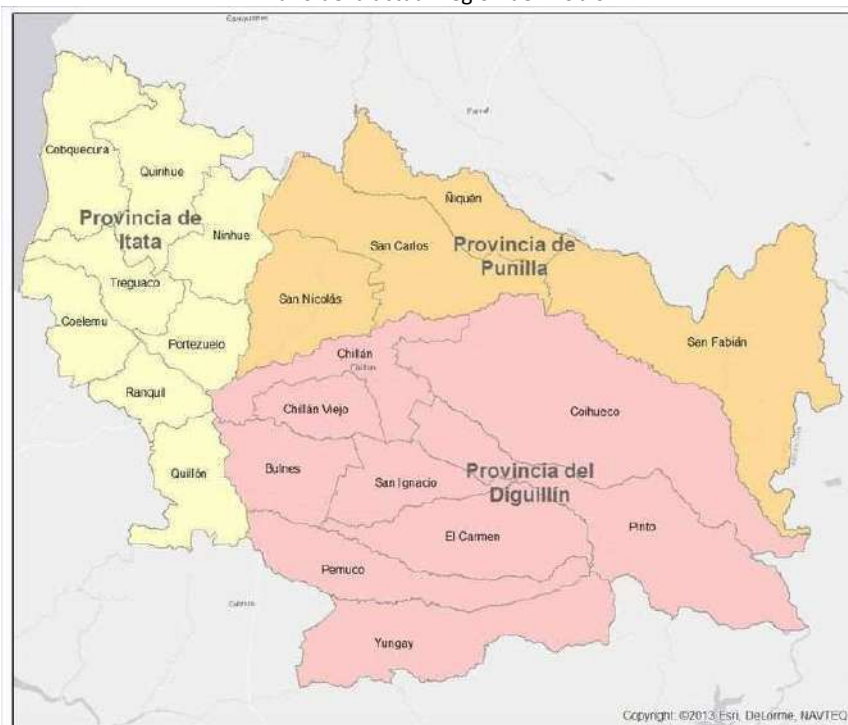 Parral
Cobquecura
Quirihue
Ñiquén
Provincia de
Itata
Ninhue
San Carlos
Provincia de
Punilla
Treguaco
San Nicolás
Coelemu
Portezuelo
San Fabián
Chillán
Chillan
Ranquil
Chillán Viejo
Coihueco
Quillón
Bulnes
San Ignacio
Provincia del
Diguillín
Pinto
El Carmen
Pemuco
Yungay
Copyright: ©2013 Esri, DeLorme, NAVTEQ